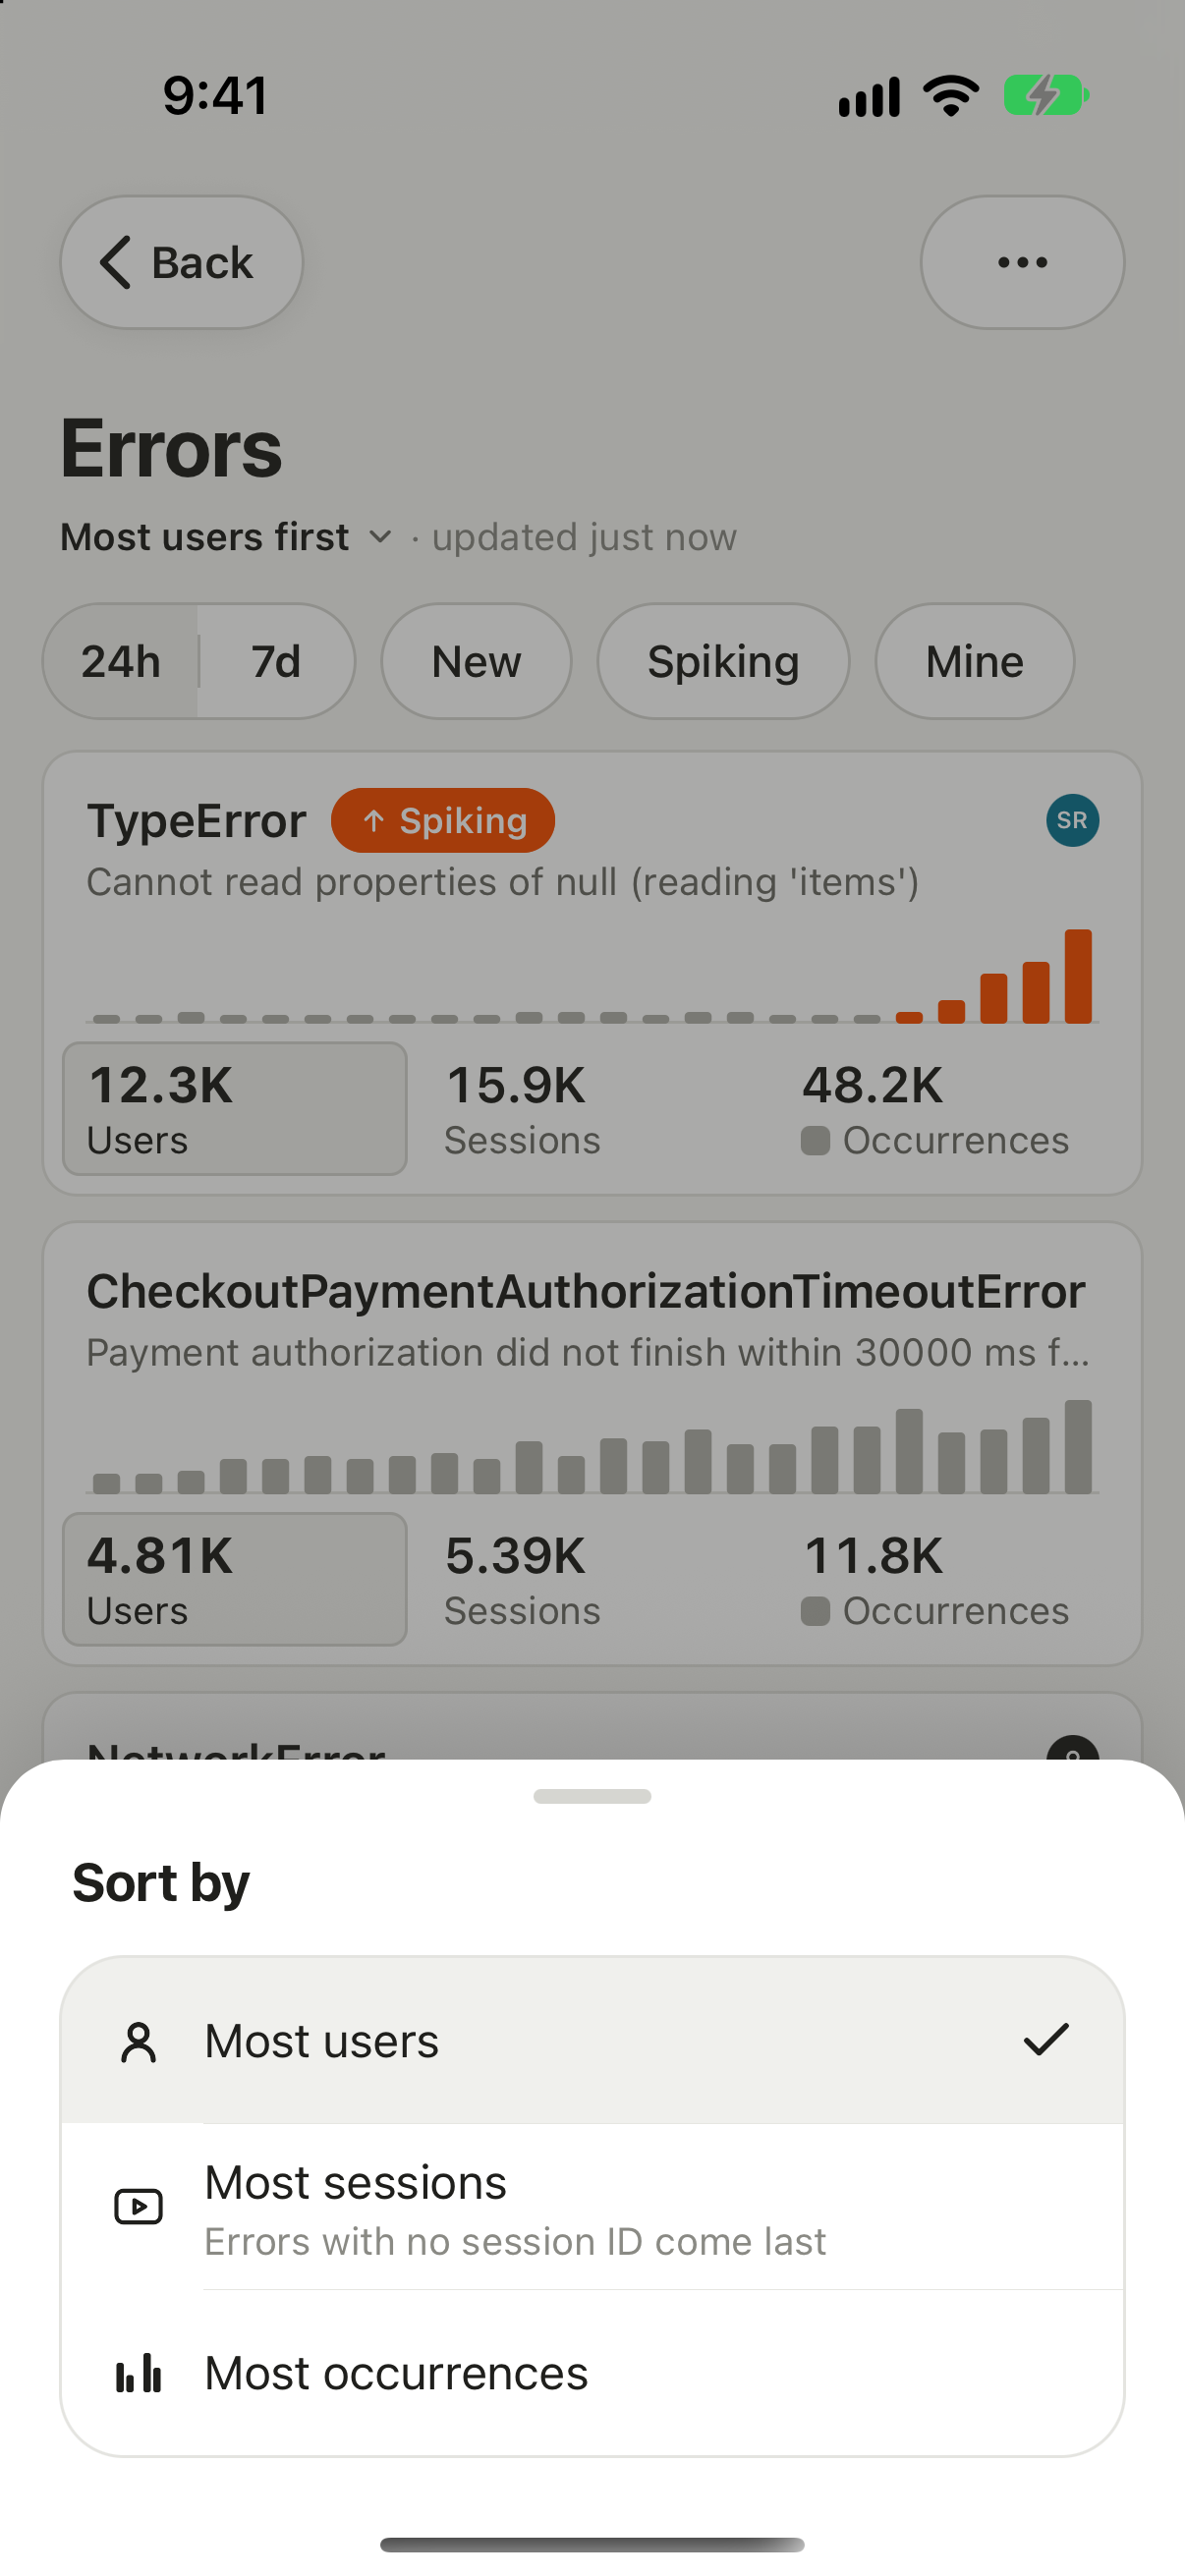 9:41
Back
Errors
Most users first · updated just now
24h 7d New Spiking Mine
TypeError ↑ Spiking SR
Cannot read properties of null (reading 'items')
12.3K 15.9K 48.2K
Users Sessions Occurrences
CheckoutPaymentAuthorizationTimeoutError
Payment authorization did not finish within 30000 ms f...
4.81K 5.39K 11.8K
Users Sessions Occurrences
NetworkError
Sort by
Most users
Most sessions
Errors with no session ID come last
Most occurrences